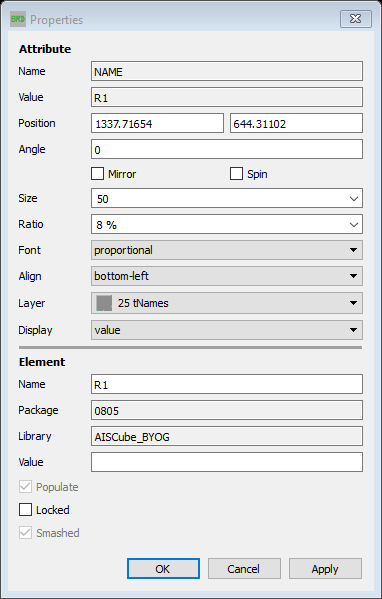 BRD Properties
Attribute
Name NAME
Value R1
Position 1337.71654 644.31102
Angle 0
Mirror Spin
Size 50
Ratio 8 %
Font proportional
Align bottom-left
Layer 25 tNames
Display value
Element
Name R1
Package 0805
Library AISCube_BYOG
Value
Populate
Locked
Smashed
OK Cancel Apply